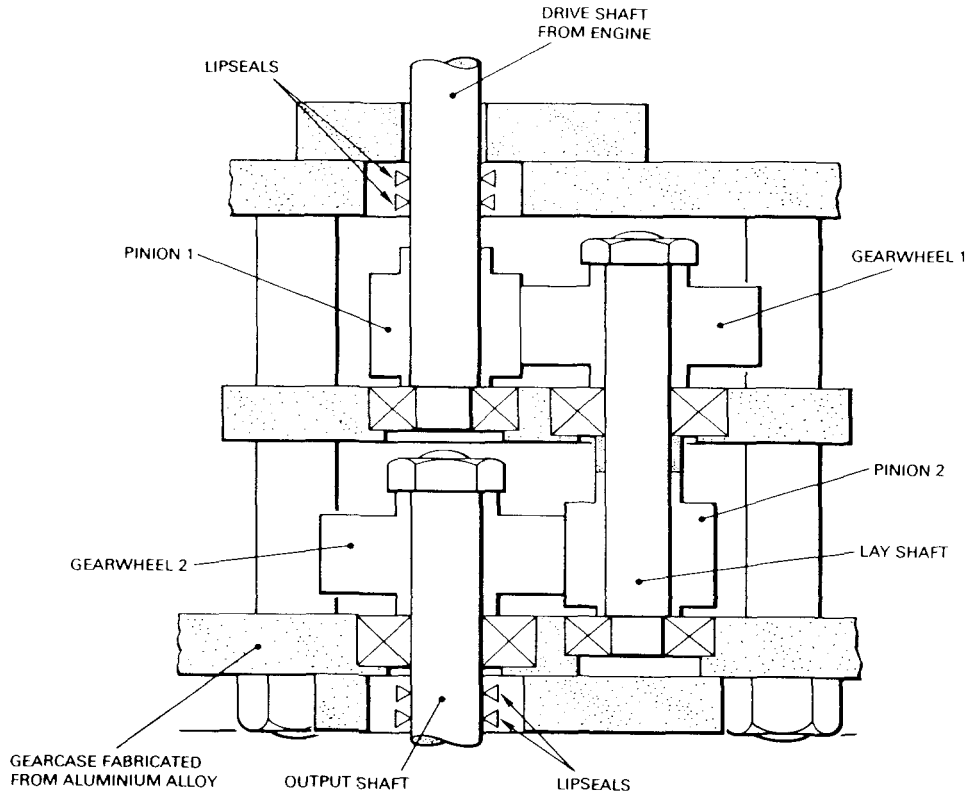 DRIVE SHAFT
FROM ENGINE
LIPSEALS
PINION 1
GEARWHEEL 1
PINION 2
GEARWHEEL 2
LAY SHAFT
GEARCASE FABRICATED
FROM ALUMINIUM ALLOY
OUTPUT SHAFT
LIPSEALS